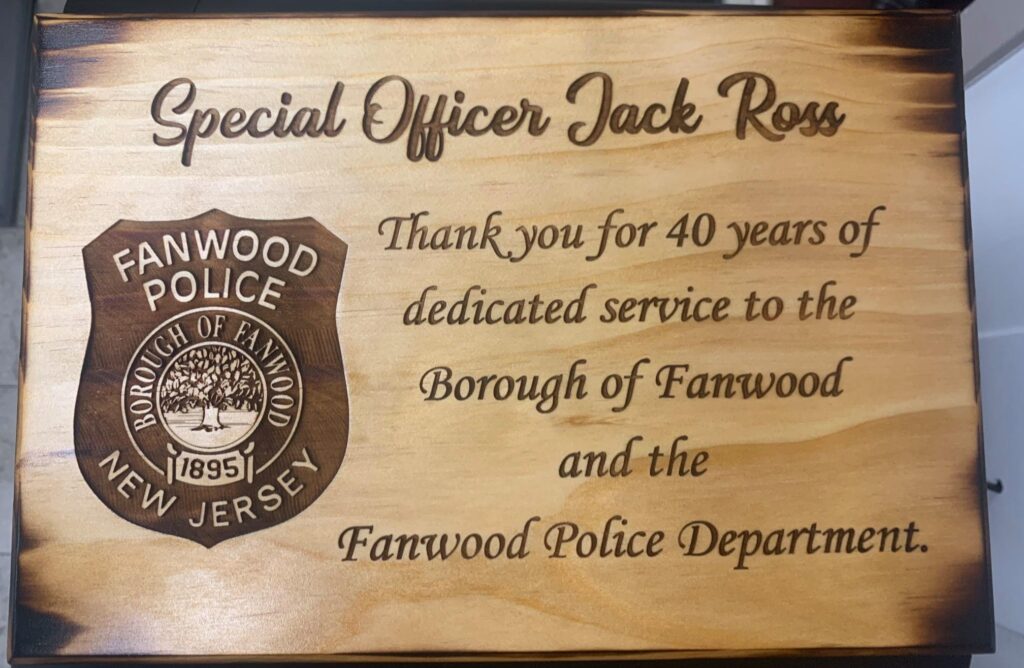 Special Officer Jack Ross
FANWOOD
POLICE
BOROUGH OF FANWOOD
1895
NEW JERSEY
Thank you for 40 years of
dedicated service to the
Borough of Fanwood
and the
Fanwood Police Department.